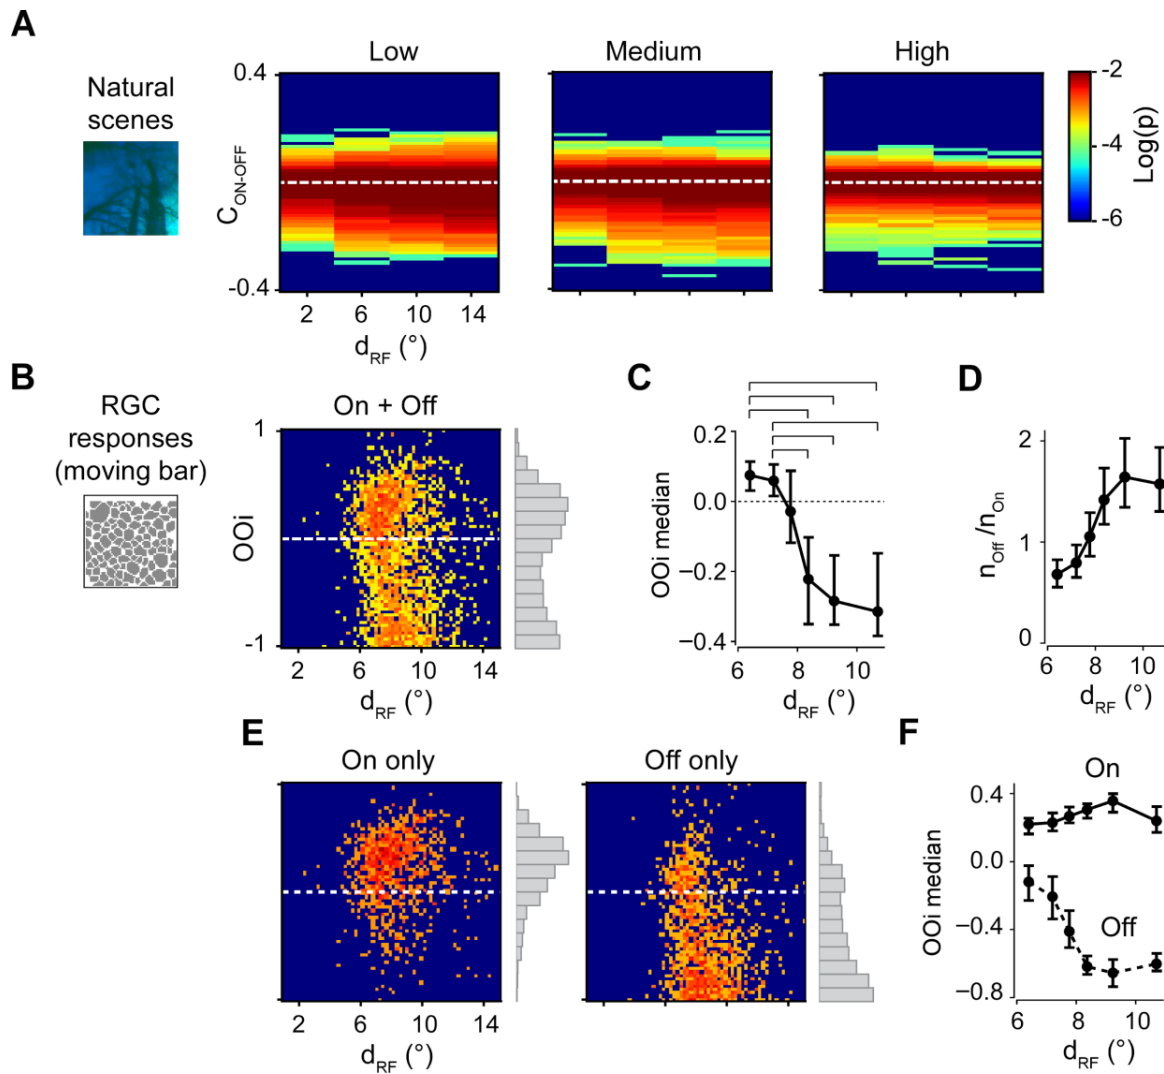 A
Natural
scenes
Low
Medium
High
0.4
C_ON-OFF
-0.4
2 6 10 14
d_RF (°)
-2
-4
-6
Log(p)
B
RGC
responses
(moving bar)
On + Off
1
OOi
-1
2 6 10 14
d_RF (°)
C
0.2
0.0
−0.2
−0.4
OOi median
6 8 10
d_RF (°)
D
2
1
0
n_Off /n_On
6 8 10
d_RF (°)
E
On only
Off only
2 6 10 14
d_RF (°)
F
On
Off
0.4
0.0
−0.4
−0.8
OOi median
6 8 10
d_RF (°)